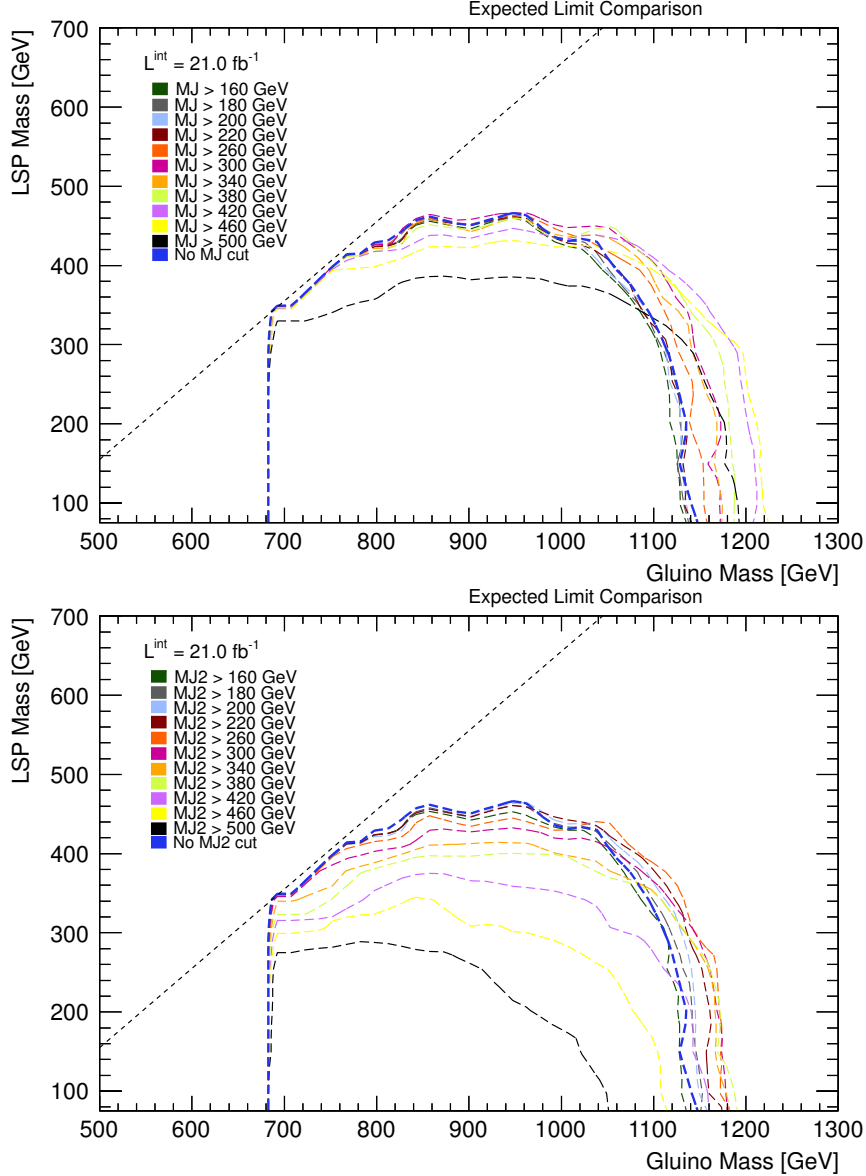 Expected Limit Comparison
LSP Mass [GeV]
L^int = 21.0 fb^-1
MJ > 160 GeV
MJ > 180 GeV
MJ > 200 GeV
MJ > 220 GeV
MJ > 260 GeV
MJ > 300 GeV
MJ > 340 GeV
MJ > 380 GeV
MJ > 420 GeV
MJ > 460 GeV
MJ > 500 GeV
No MJ cut
700
600
500
400
300
200
100
500 600 700 800 900 1000 1100 1200 1300
Gluino Mass [GeV]
Expected Limit Comparison
LSP Mass [GeV]
L^int = 21.0 fb^-1
MJ2 > 160 GeV
MJ2 > 180 GeV
MJ2 > 200 GeV
MJ2 > 220 GeV
MJ2 > 260 GeV
MJ2 > 300 GeV
MJ2 > 340 GeV
MJ2 > 380 GeV
MJ2 > 420 GeV
MJ2 > 460 GeV
MJ2 > 500 GeV
No MJ2 cut
700
600
500
400
300
200
100
500 600 700 800 900 1000 1100 1200 1300
Gluino Mass [GeV]